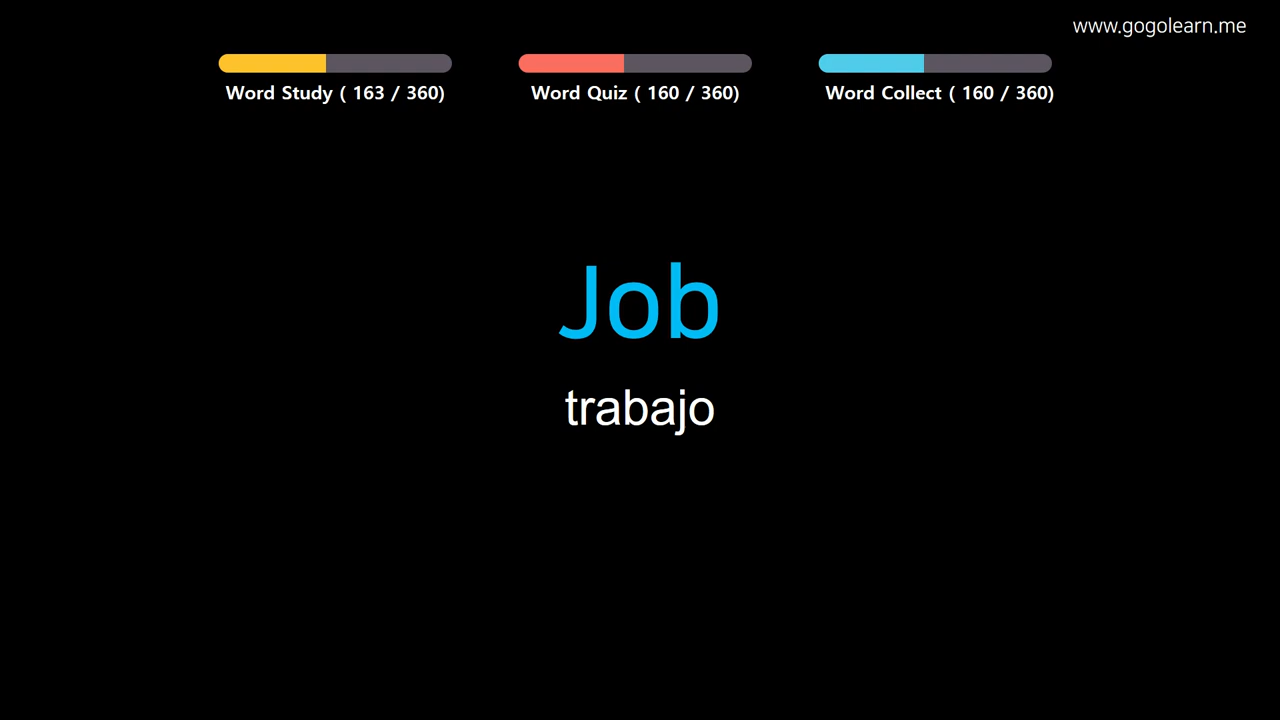 www.gogolearn.me
Word Study ( 163 / 360)
Word Quiz ( 160 / 360)
Word Collect ( 160 / 360)
Job
trabajo